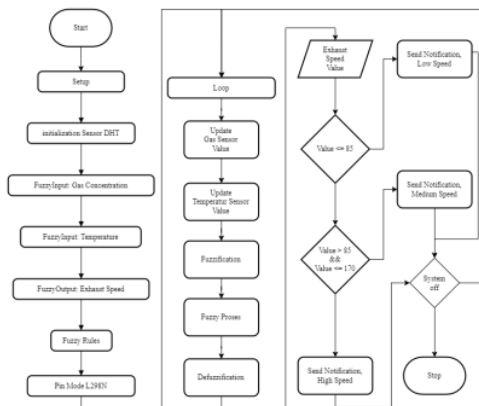 Start
Setup
initialization Sensor DHT
FuzzyInput: Gas Concentration
FuzzyInput: Temperature
FuzzyOutput: Exhaust Speed
Fuzzy Rules
Pin Mode L298N
Loop
Update
Gas Sensor
Value
Update
Temperatur Sensor
Value
Fuzzification
Fuzzy Proses
Defuznification
Exhaust
Speed
Value
Value <= 85
Value > 85
&&
Value <= 170
Send Notification,
High Speed
Send Notification,
Low Speed
Send Notification,
Medium Speed
System
off
Stop